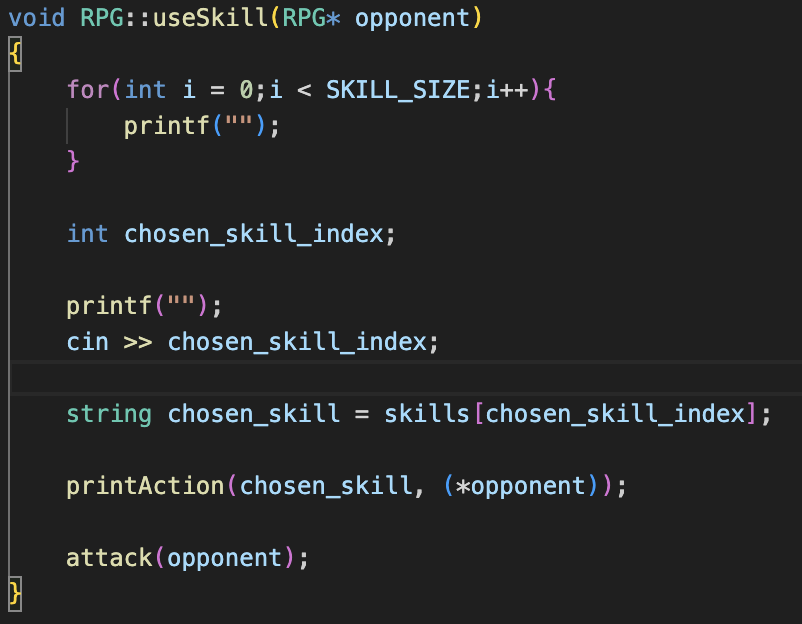 void RPG::useSkill(RPG* opponent)
{
    for(int i = 0;i < SKILL_SIZE;i++){
        printf("");
    }

    int chosen_skill_index;

    printf("");
    cin >> chosen_skill_index;

    string chosen_skill = skills[chosen_skill_index];

    printAction(chosen_skill, (*opponent));

    attack(opponent);
}